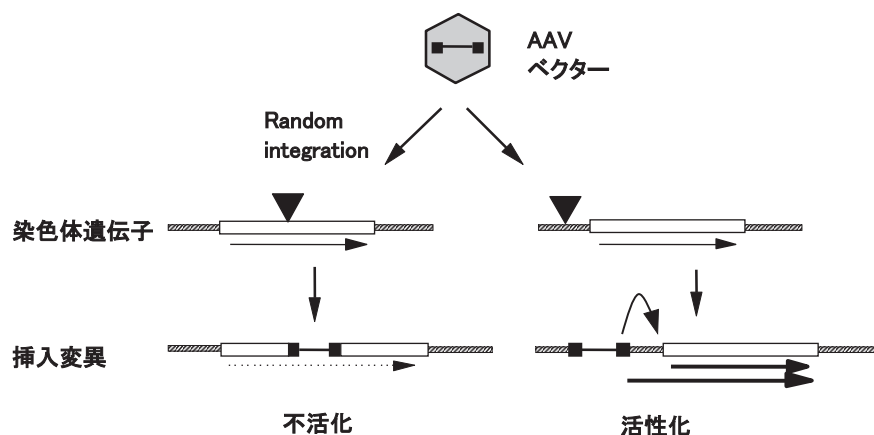 AAV
ベクター
Random
integration
染色体遺伝子
挿入変異
不活化
活性化